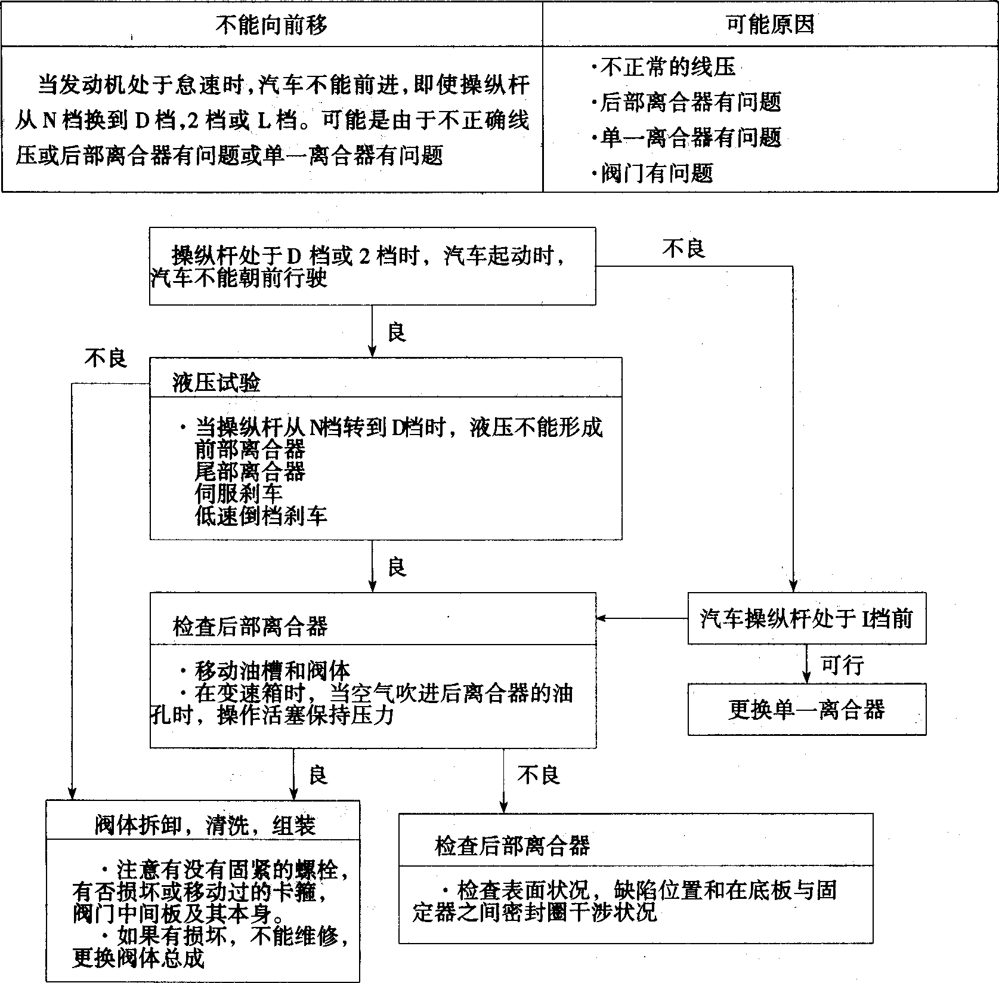 不能向前移
可能原因
当发动机处于怠速时,汽车不能前进,即使操纵杆
从N档换到D档,2档或L档。可能是由于不正确线
压或后部离合器有问题或单一离合器有问题
·不正常的线压
·后部离合器有问题
·单一离合器有问题
·阀门有问题
操纵杆处于D档或2档时，汽车起动时，
汽车不能朝前行驶
不良
良
不良
液压试验
·当操纵杆从N档转到D档时，液压不能形成
前部离合器
尾部离合器
伺服刹车
低速倒档刹车
良
检查后部离合器
·移动油槽和阀体
·在变速箱时，当空气吹进后离合器的油
孔时，操作活塞保持压力
汽车操纵杆处于L档前
可行
更换单一离合器
良
不良
阀体拆卸，清洗，组装
·注意有没有固紧的螺栓，
有否损坏或移动过的卡箍，
阀门中间板及其本身。
·如果有损坏，不能维修，
更换阀体总成
检查后部离合器
·检查表面状况，缺陷位置和在底板与固
定器之间密封圈干涉状况